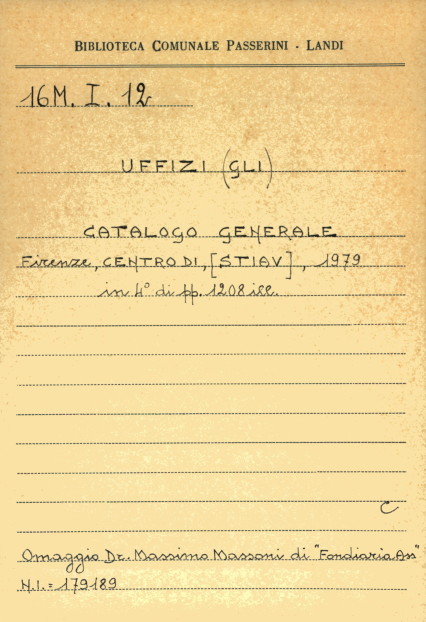 BIBLIOTECA COMUNALE PASSERINI - LANDI
16M. I. 12
UFFIZI (GLI)
CATALOGO GENERALE
Firenze, CENTRO DI, [STIAV], 1979
in 4° di pp. 1208 ill.
C
Omaggio Dr. Massimo Massoni di "Fondiaria Ass"
N.I. = 179189